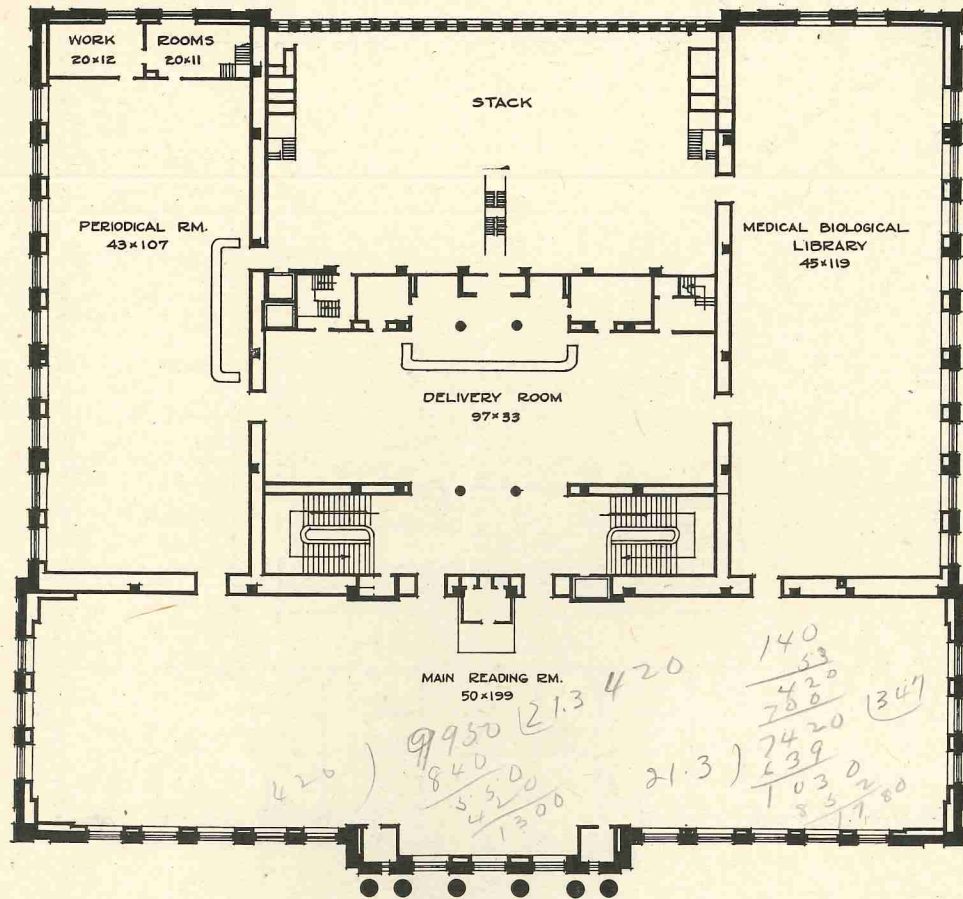 WORK ROOMS
20×12 20×11
STACK
PERIODICAL RM.
43×107
MEDICAL BIOLOGICAL
LIBRARY
45×119
DELIVERY ROOM
97×33
MAIN READING RM.
50×199
420 ) 9950 (21.3 420
840
550
420
1300
140
53
420
700
21.3 ) 7420 (347
639
1030
852
1780